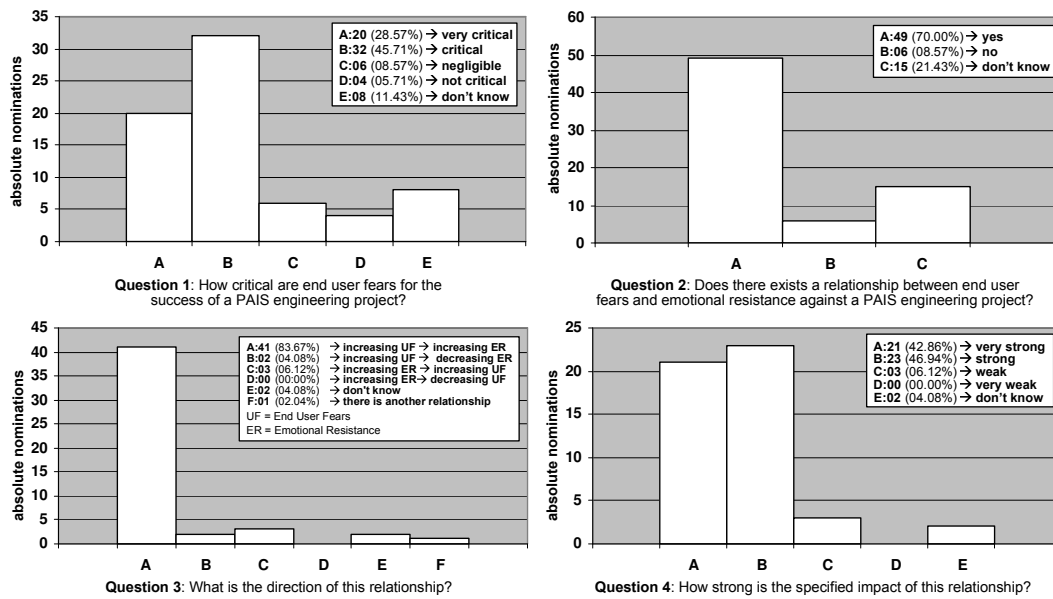 35
30
25
20
15
10
5
0
absolute nominations
A:20 (28.57%) → very critical
B:32 (45.71%) → critical
C:06 (08.57%) → negligible
D:04 (05.71%) → not critical
E:08 (11.43%) → don't know
A B C D E
Question 1: How critical are end user fears for the
success of a PAIS engineering project?
60
50
40
30
20
10
0
absolute nominations
A:49 (70.00%) → yes
B:06 (08.57%) → no
C:15 (21.43%) → don't know
A B C
Question 2: Does there exists a relationship between end user
fears and emotional resistance against a PAIS engineering project?
45
40
35
30
25
20
15
10
5
0
absolute nominations
A:41 (83.67%) → increasing UF → increasing ER
B:02 (04.08%) → increasing UF → decreasing ER
C:03 (06.12%) → increasing ER → increasing UF
D:00 (00.00%) → increasing ER → decreasing UF
E:02 (04.08%) → don't know
F:01 (02.04%) → there is another relationship
UF = End User Fears
ER = Emotional Resistance
A B C D E F
Question 3: What is the direction of this relationship?
25
20
15
10
5
0
absolute nominations
A:21 (42.86%) → very strong
B:23 (46.94%) → strong
C:03 (06.12%) → weak
D:00 (00.00%) → very weak
E:02 (04.08%) → don't know
A B C D E
Question 4: How strong is the specified impact of this relationship?